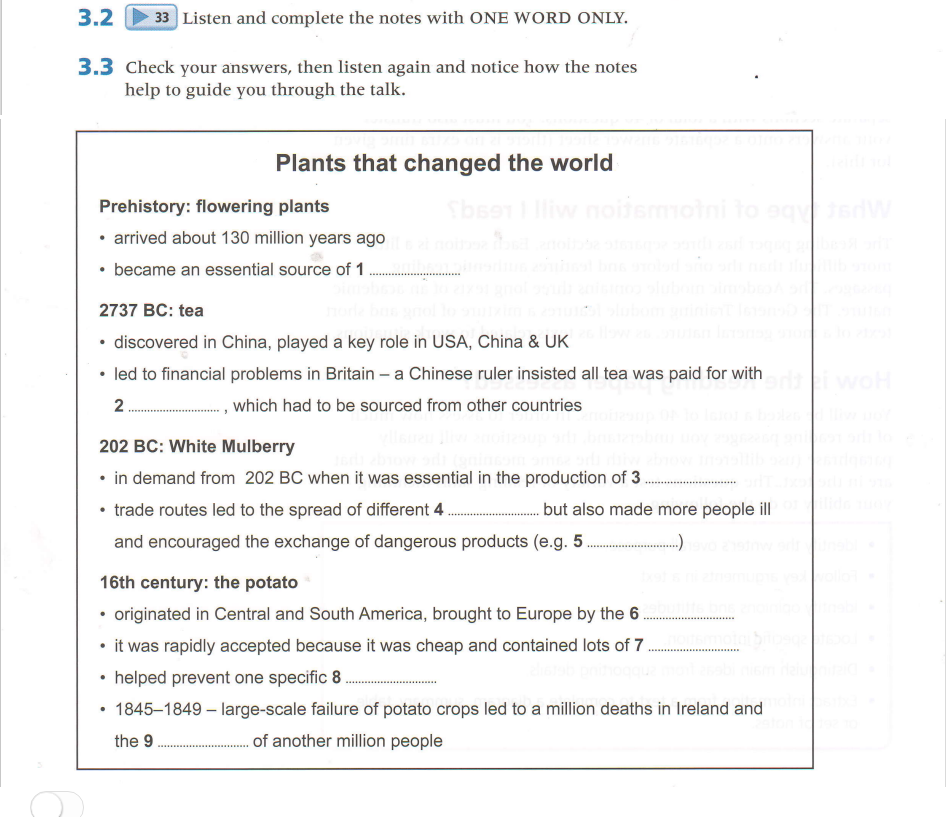 3.2 33 Listen and complete the notes with ONE WORD ONLY.
3.3 Check your answers, then listen again and notice how the notes
help to guide you through the talk.
Plants that changed the world
Prehistory: flowering plants
• arrived about 130 million years ago
• became an essential source of 1 ..............................
2737 BC: tea
• discovered in China, played a key role in USA, China & UK
• led to financial problems in Britain – a Chinese ruler insisted all tea was paid for with
2 .............................. , which had to be sourced from other countries
202 BC: White Mulberry
• in demand from 202 BC when it was essential in the production of 3 ..............................
• trade routes led to the spread of different 4 .............................. but also made more people ill
and encouraged the exchange of dangerous products (e.g. 5 ..............................)
16th century: the potato
• originated in Central and South America, brought to Europe by the 6 ..............................
• it was rapidly accepted because it was cheap and contained lots of 7 ..............................
• helped prevent one specific 8 ..............................
• 1845–1849 – large-scale failure of potato crops led to a million deaths in Ireland and
the 9 .............................. of another million people